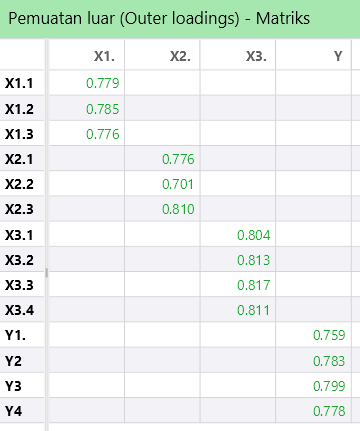 Pemuatan luar (Outer loadings) - Matriks
X1. X2. X3. Y
X1.1 0.779
X1.2 0.785
X1.3 0.776
X2.1 0.776
X2.2 0.701
X2.3 0.810
X3.1 0.804
X3.2 0.813
X3.3 0.817
X3.4 0.811
Y1. 0.759
Y2 0.783
Y3 0.799
Y4 0.778